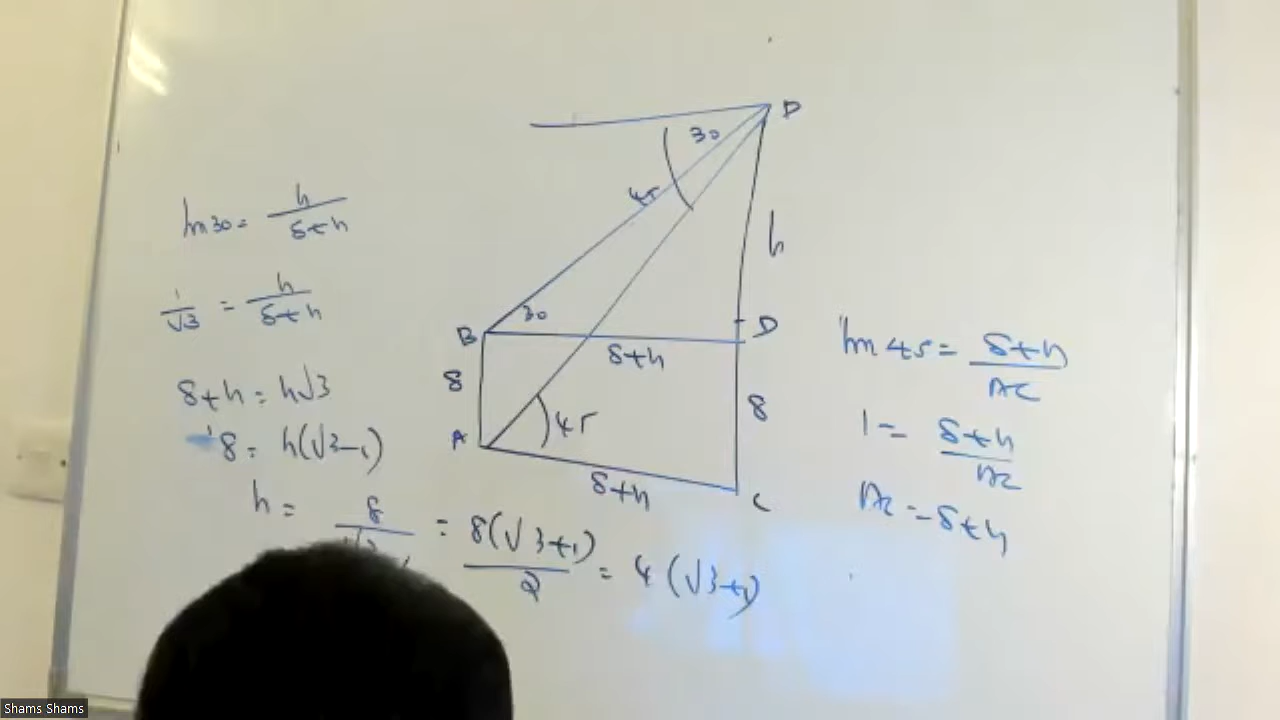 tan 30 = h / 8+h
1/√3 = h / 8+h
8+h = h√3
8 = h(√3-1)
h = 8 / √3-1 = 8(√3+1) / 2 = 4(√3+1)
D
30
45
h
B
30
D
8+h
8
8
A
45
8+h
C
tan 45 = 8+h / AC
1 = 8+h / AC
AC = 8+h
Shams Shams